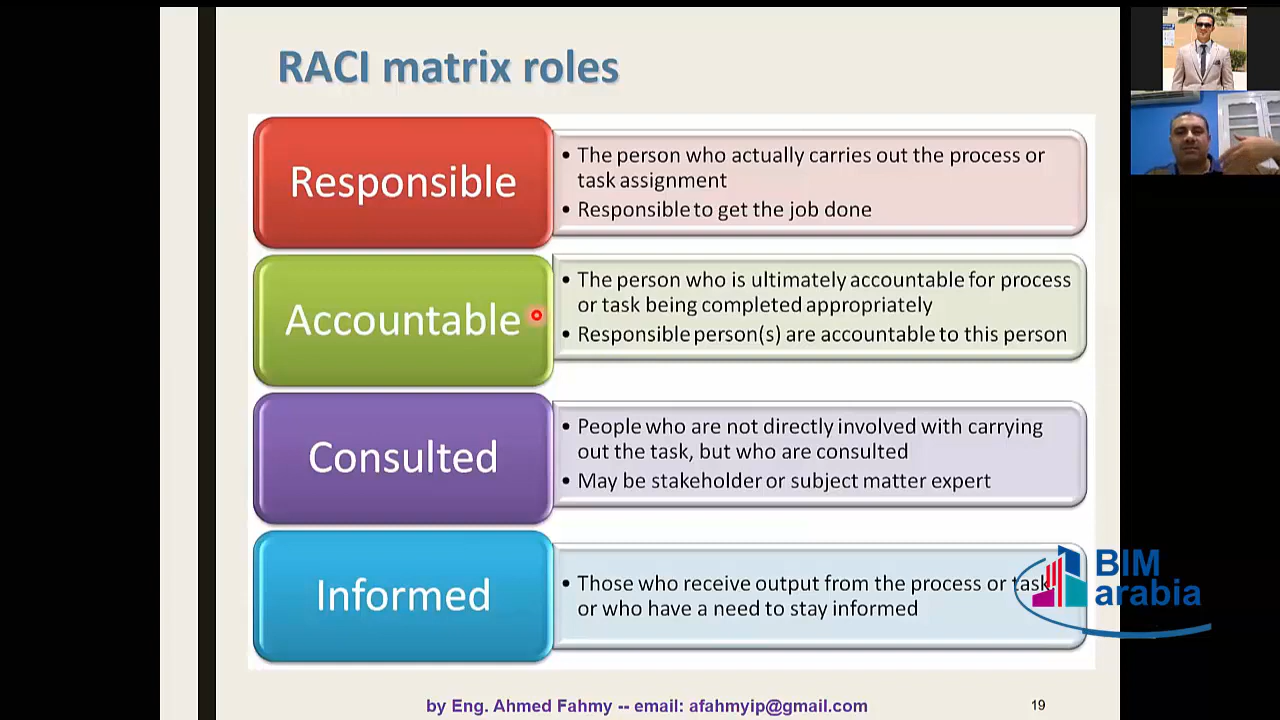 RACI matrix roles
Responsible
• The person who actually carries out the process or
task assignment
• Responsible to get the job done
Accountable
• The person who is ultimately accountable for process
or task being completed appropriately
• Responsible person(s) are accountable to this person
Consulted
• People who are not directly involved with carrying
out the task, but who are consulted
• May be stakeholder or subject matter expert
Informed
• Those who receive output from the process or task
or who have a need to stay informed
BIM
arabia
by Eng. Ahmed Fahmy -- email: afahmyip@gmail.com
19